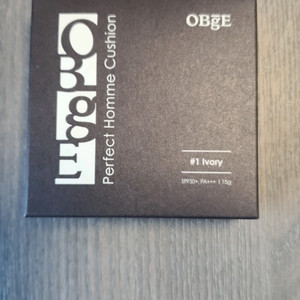 OBgE
OBgE
Perfect Homme Cushion
#1 Ivory
SPF50+, PA+++ | 15g